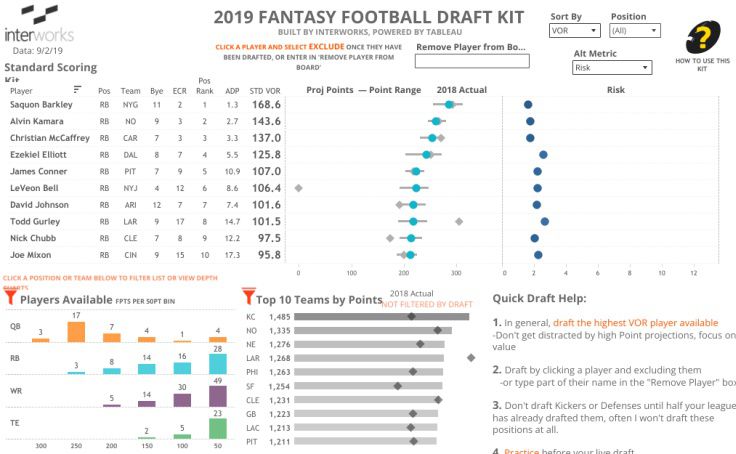 interworks
Data: 9/2/19
2019 FANTASY FOOTBALL DRAFT KIT
BUILT BY INTERWORKS, POWERED BY TABLEAU
CLICK A PLAYER AND SELECT EXCLUDE ONCE THEY HAVE
BEEN DRAFTED, OR ENTER IN 'REMOVE PLAYER FROM
BOARD'
Remove Player from Bo...
Sort By
VOR
Position
(All)
Alt Metric
Risk
?
HOW TO USE THIS
KIT
Standard Scoring
Kit
Player Pos Team Bye ECR Pos Rank ADP STD VOR
Proj Points — Point Range 2018 Actual
Risk
Saquon Barkley RB NYG 11 2 1 1.3 168.6
Alvin Kamara RB NO 9 3 2 2.7 143.6
Christian McCaffrey RB CAR 7 3 3 3.3 137.0
Ezekiel Elliott RB DAL 8 7 4 5.5 125.8
James Conner RB PIT 7 9 5 10.9 107.0
LeVeon Bell RB NYJ 4 12 6 8.6 106.4
David Johnson RB ARI 12 7 7 7.4 101.6
Todd Gurley RB LAR 9 17 8 14.7 101.5
Nick Chubb RB CLE 7 8 9 12.2 97.5
Joe Mixon RB CIN 9 15 10 17.3 95.8
0 100 200 300
0 2 4 6 8 10 12
CLICK A POSITION OR TEAM BELOW TO FILTER LIST OR VIEW DEPTH
CHARTS
Players Available FPTS PER 50PT BIN
QB 3 17 7 4 1 4
RB 3 8 14 16 28
WR 5 14 30 49
TE 2 5 23
300 250 200 150 100 50
Top 10 Teams by Points
2018 Actual
NOT FILTERED BY DRAFT
KC 1,485
NO 1,335
NE 1,276
LAR 1,268
PHI 1,263
SF 1,254
CLE 1,231
GB 1,223
LAC 1,213
PIT 1,211
Quick Draft Help:
1. In general, draft the highest VOR player available
-Don't get distracted by high Point projections, focus on
value
2. Draft by clicking a player and excluding them
-or type part of their name in the "Remove Player" box
3. Don't draft Kickers or Defenses until half your league
has already drafted them, often I won't draft these
positions at all.
4. Practice before your live draft